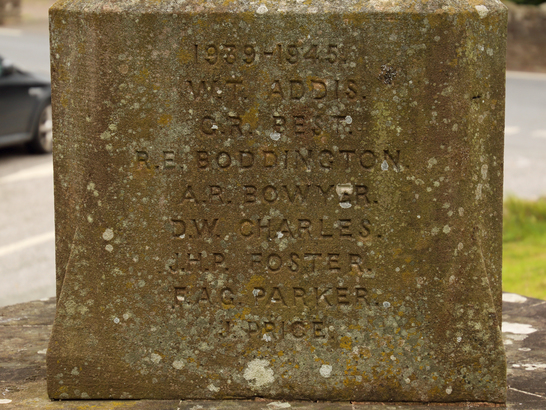 1939-1945.
W.T. ADDIS.
G.R. BEST.
R.E. BODDINGTON.
A.R. BOWYER.
D.W. CHARLES.
J.H.P. FOSTER.
F.A.G. PARKER.
J. PRICE.